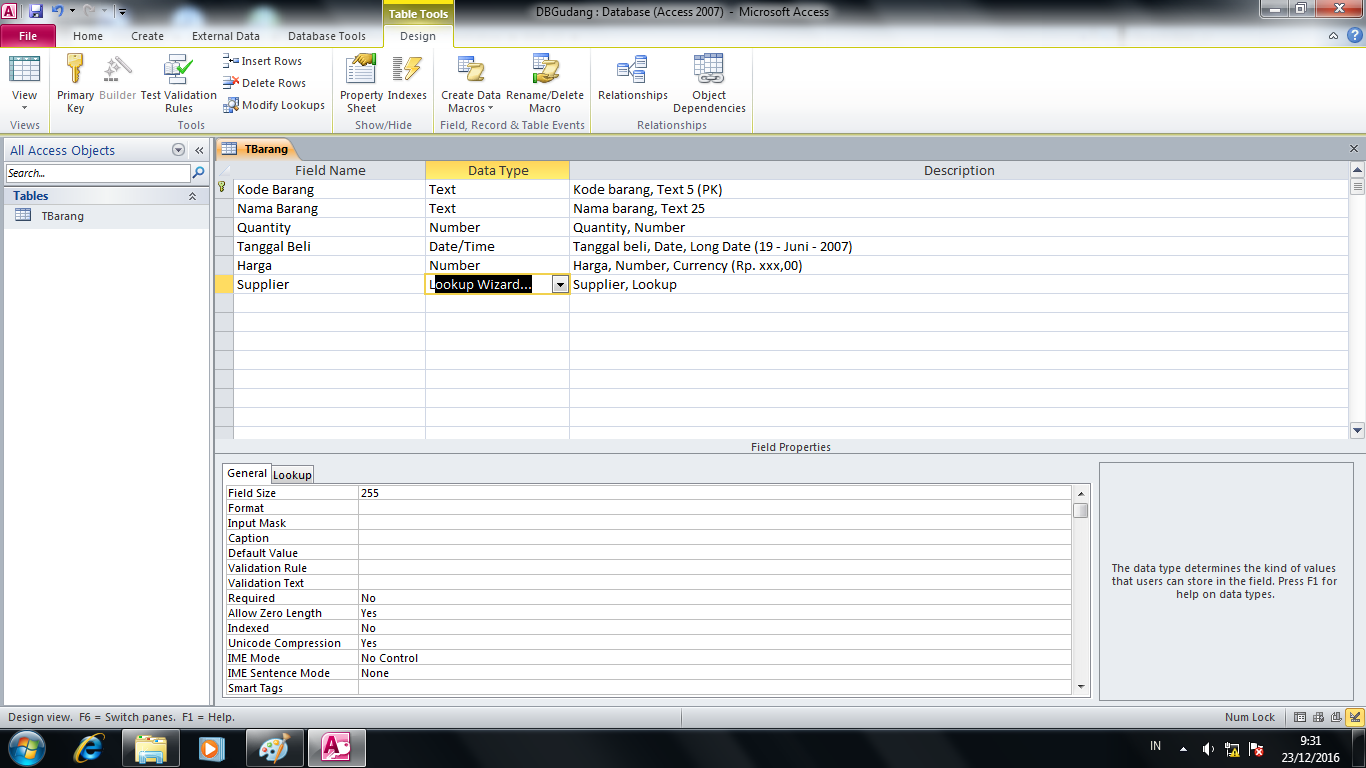 DBGudang : Database (Access 2007) - Microsoft Access
Table Tools
File Home Create External Data Database Tools Design
View
Primary Key
Builder
Test Validation Rules
Insert Rows
Delete Rows
Modify Lookups
Property Sheet
Indexes
Create Data Macros
Rename/Delete Macro
Relationships
Object Dependencies
Views Tools Show/Hide Field, Record & Table Events Relationships
All Access Objects
Search...
Tables
TBarang
TBarang
Field Name Data Type Description
Kode Barang Text Kode barang, Text 5 (PK)
Nama Barang Text Nama barang, Text 25
Quantity Number Quantity, Number
Tanggal Beli Date/Time Tanggal beli, Date, Long Date (19 - Juni - 2007)
Harga Number Harga, Number, Currency (Rp. xxx,00)
Supplier Lookup Wizard... Supplier, Lookup
Field Properties
General Lookup
Field Size 255
Format
Input Mask
Caption
Default Value
Validation Rule
Validation Text
Required No
Allow Zero Length Yes
Indexed No
Unicode Compression Yes
IME Mode No Control
IME Sentence Mode None
Smart Tags
The data type determines the kind of values
that users can store in the field. Press F1 for
help on data types.
Design view. F6 = Switch panes. F1 = Help.
Num Lock
IN
9:31
23/12/2016